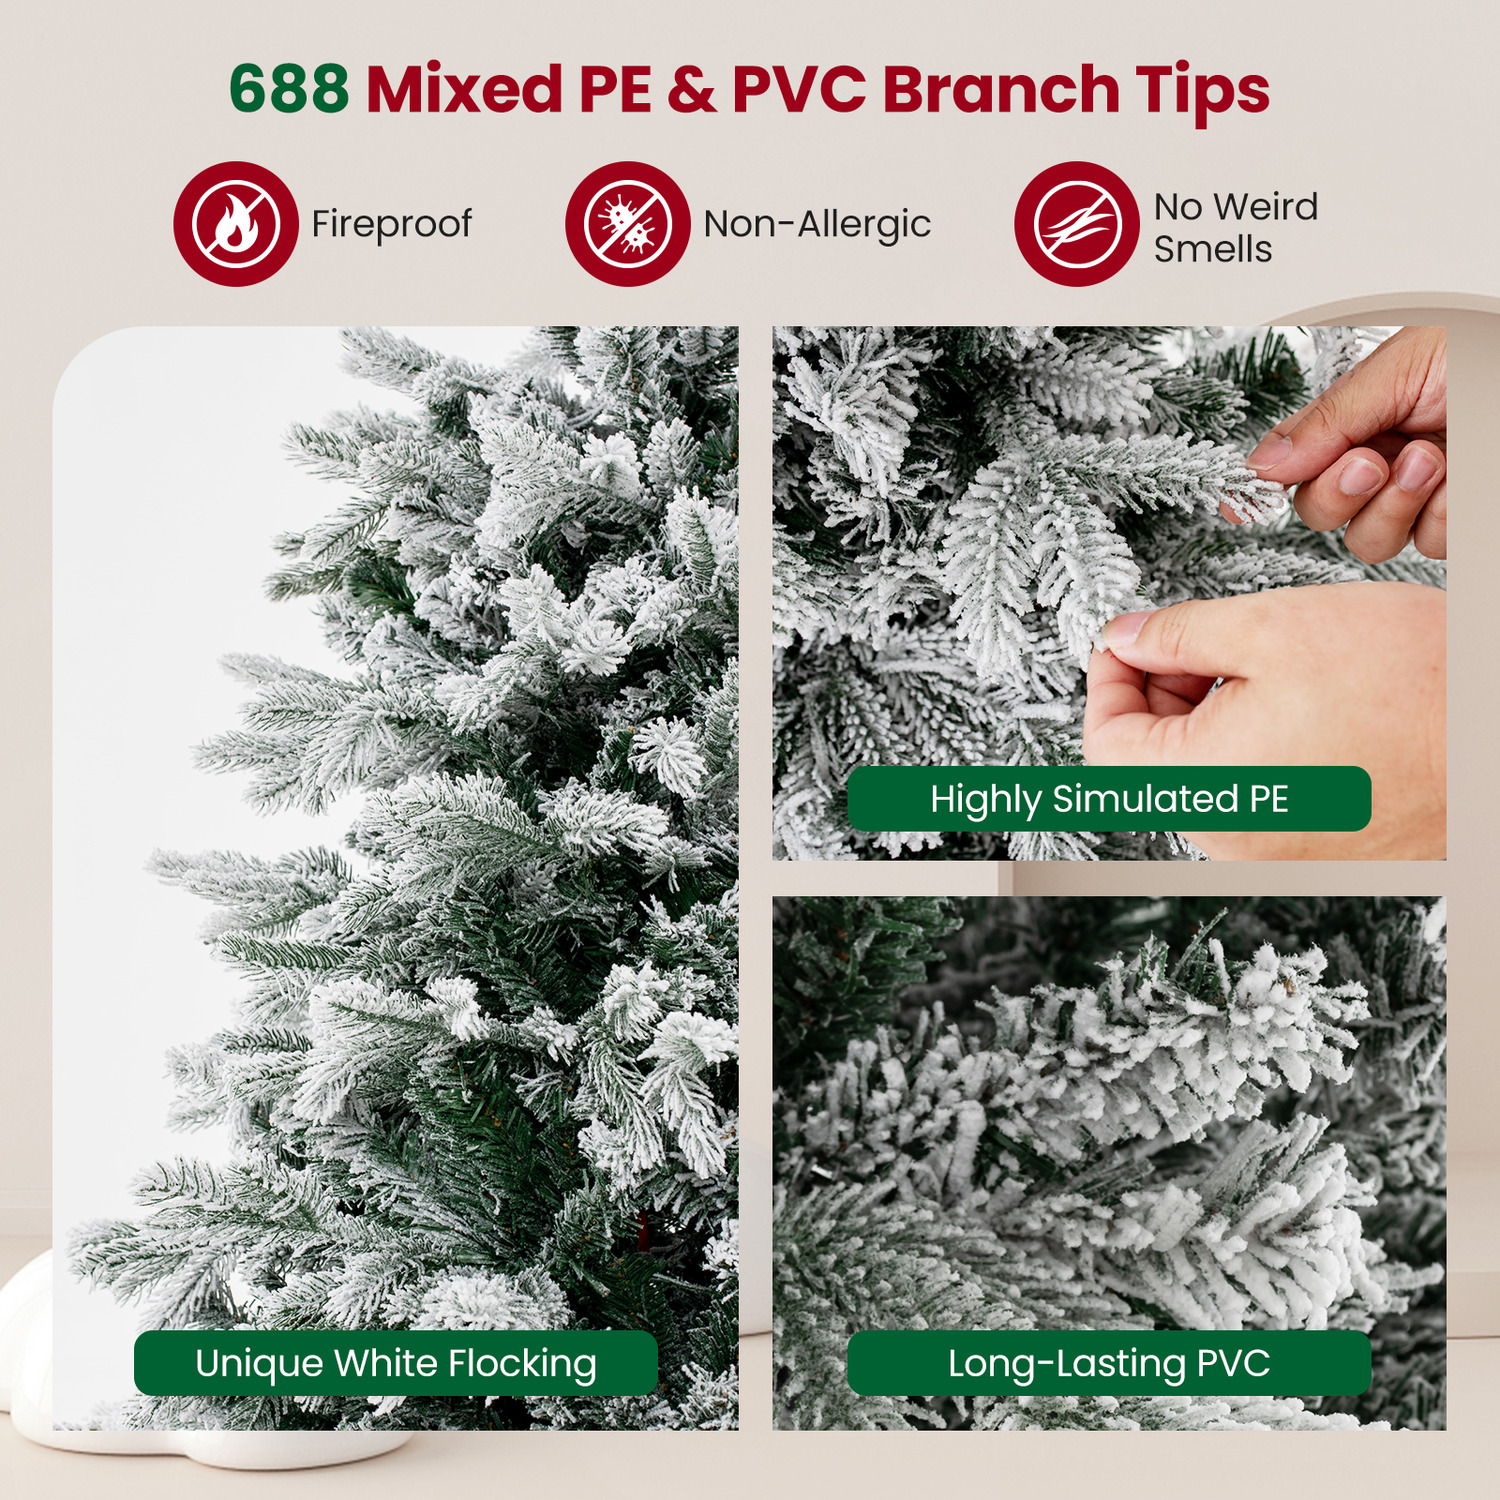 688 Mixed PE & PVC Branch Tips
Fireproof
Non-Allergic
No Weird
Smells
Highly Simulated PE
Unique White Flocking
Long-Lasting PVC